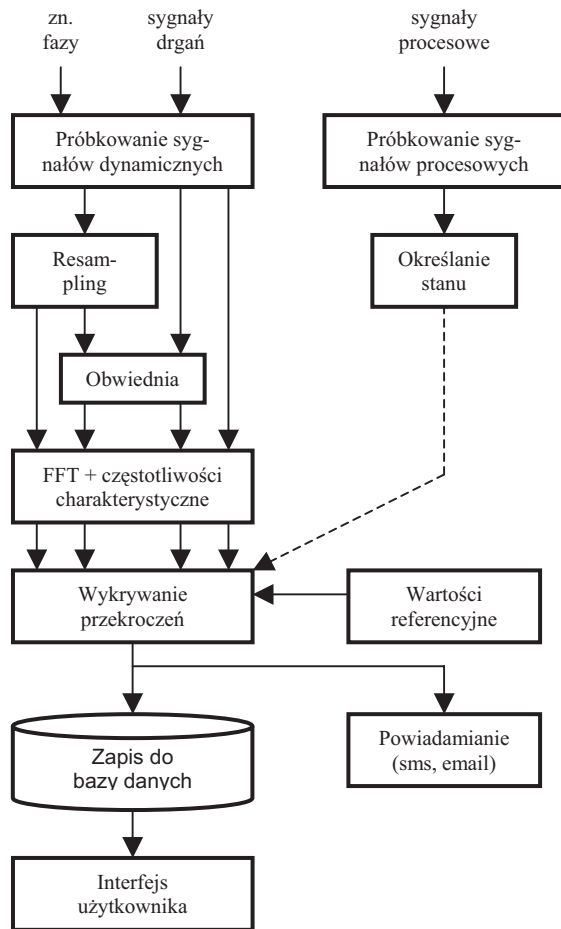 zn.
fazy
sygnały
drgań
sygnały
procesowe
Próbkowanie syg-
nałów dynamicznych
Próbkowanie syg-
nałów procesowych
Resam-
pling
Określanie
stanu
Obwiednia
FFT + częstotliwości
charakterystyczne
Wykrywanie
przekroczeń
Wartości
referencyjne
Zapis do
bazy danych
Powiadamianie
(sms, email)
Interfejs
użytkownika